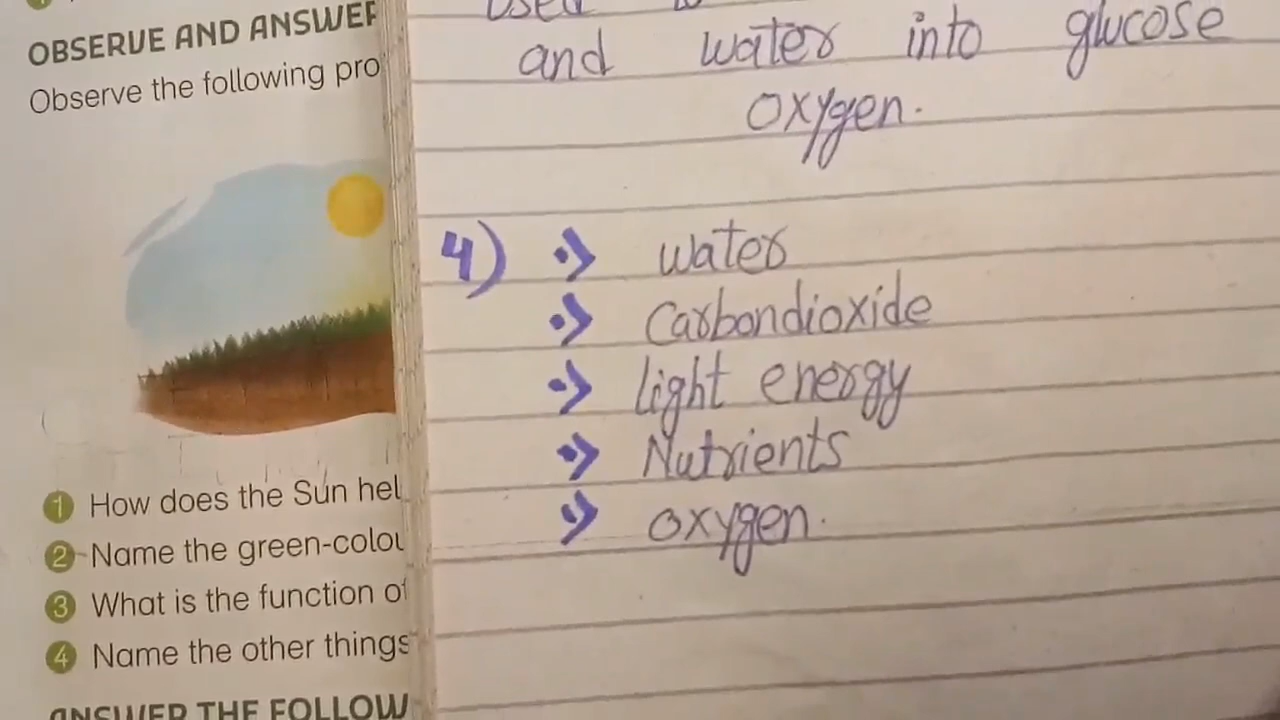 OBSERVE AND ANSWER
Observe the following pro
1 How does the Sun hel
2 Name the green-colou
3 What is the function of
4 Name the other things
ANSWER THE FOLLOW
used
and water into glucose
oxygen.
4) water
Carbondioxide
light energy
Nutrients
oxygen.